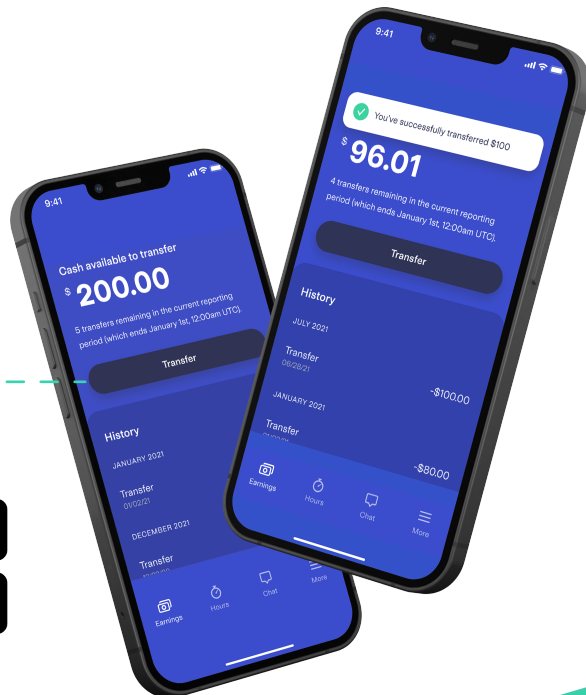 9:41
Cash available to transfer
$ 200.00
5 transfers remaining in the current reporting
period (which ends January 1st, 12:00am UTC).
Transfer
History
JANUARY 2021
Transfer
01/02/21
DECEMBER 2021
Transfer
Earnings
Hours
Chat
More
9:41
You've successfully transferred $100
$ 96.01
4 transfers remaining in the current reporting
period (which ends January 1st, 12:00am UTC).
Transfer
History
JULY 2021
Transfer
-$100.00
06/28/21
JANUARY 2021
Transfer
-$80.00
Earnings
Hours
Chat
More